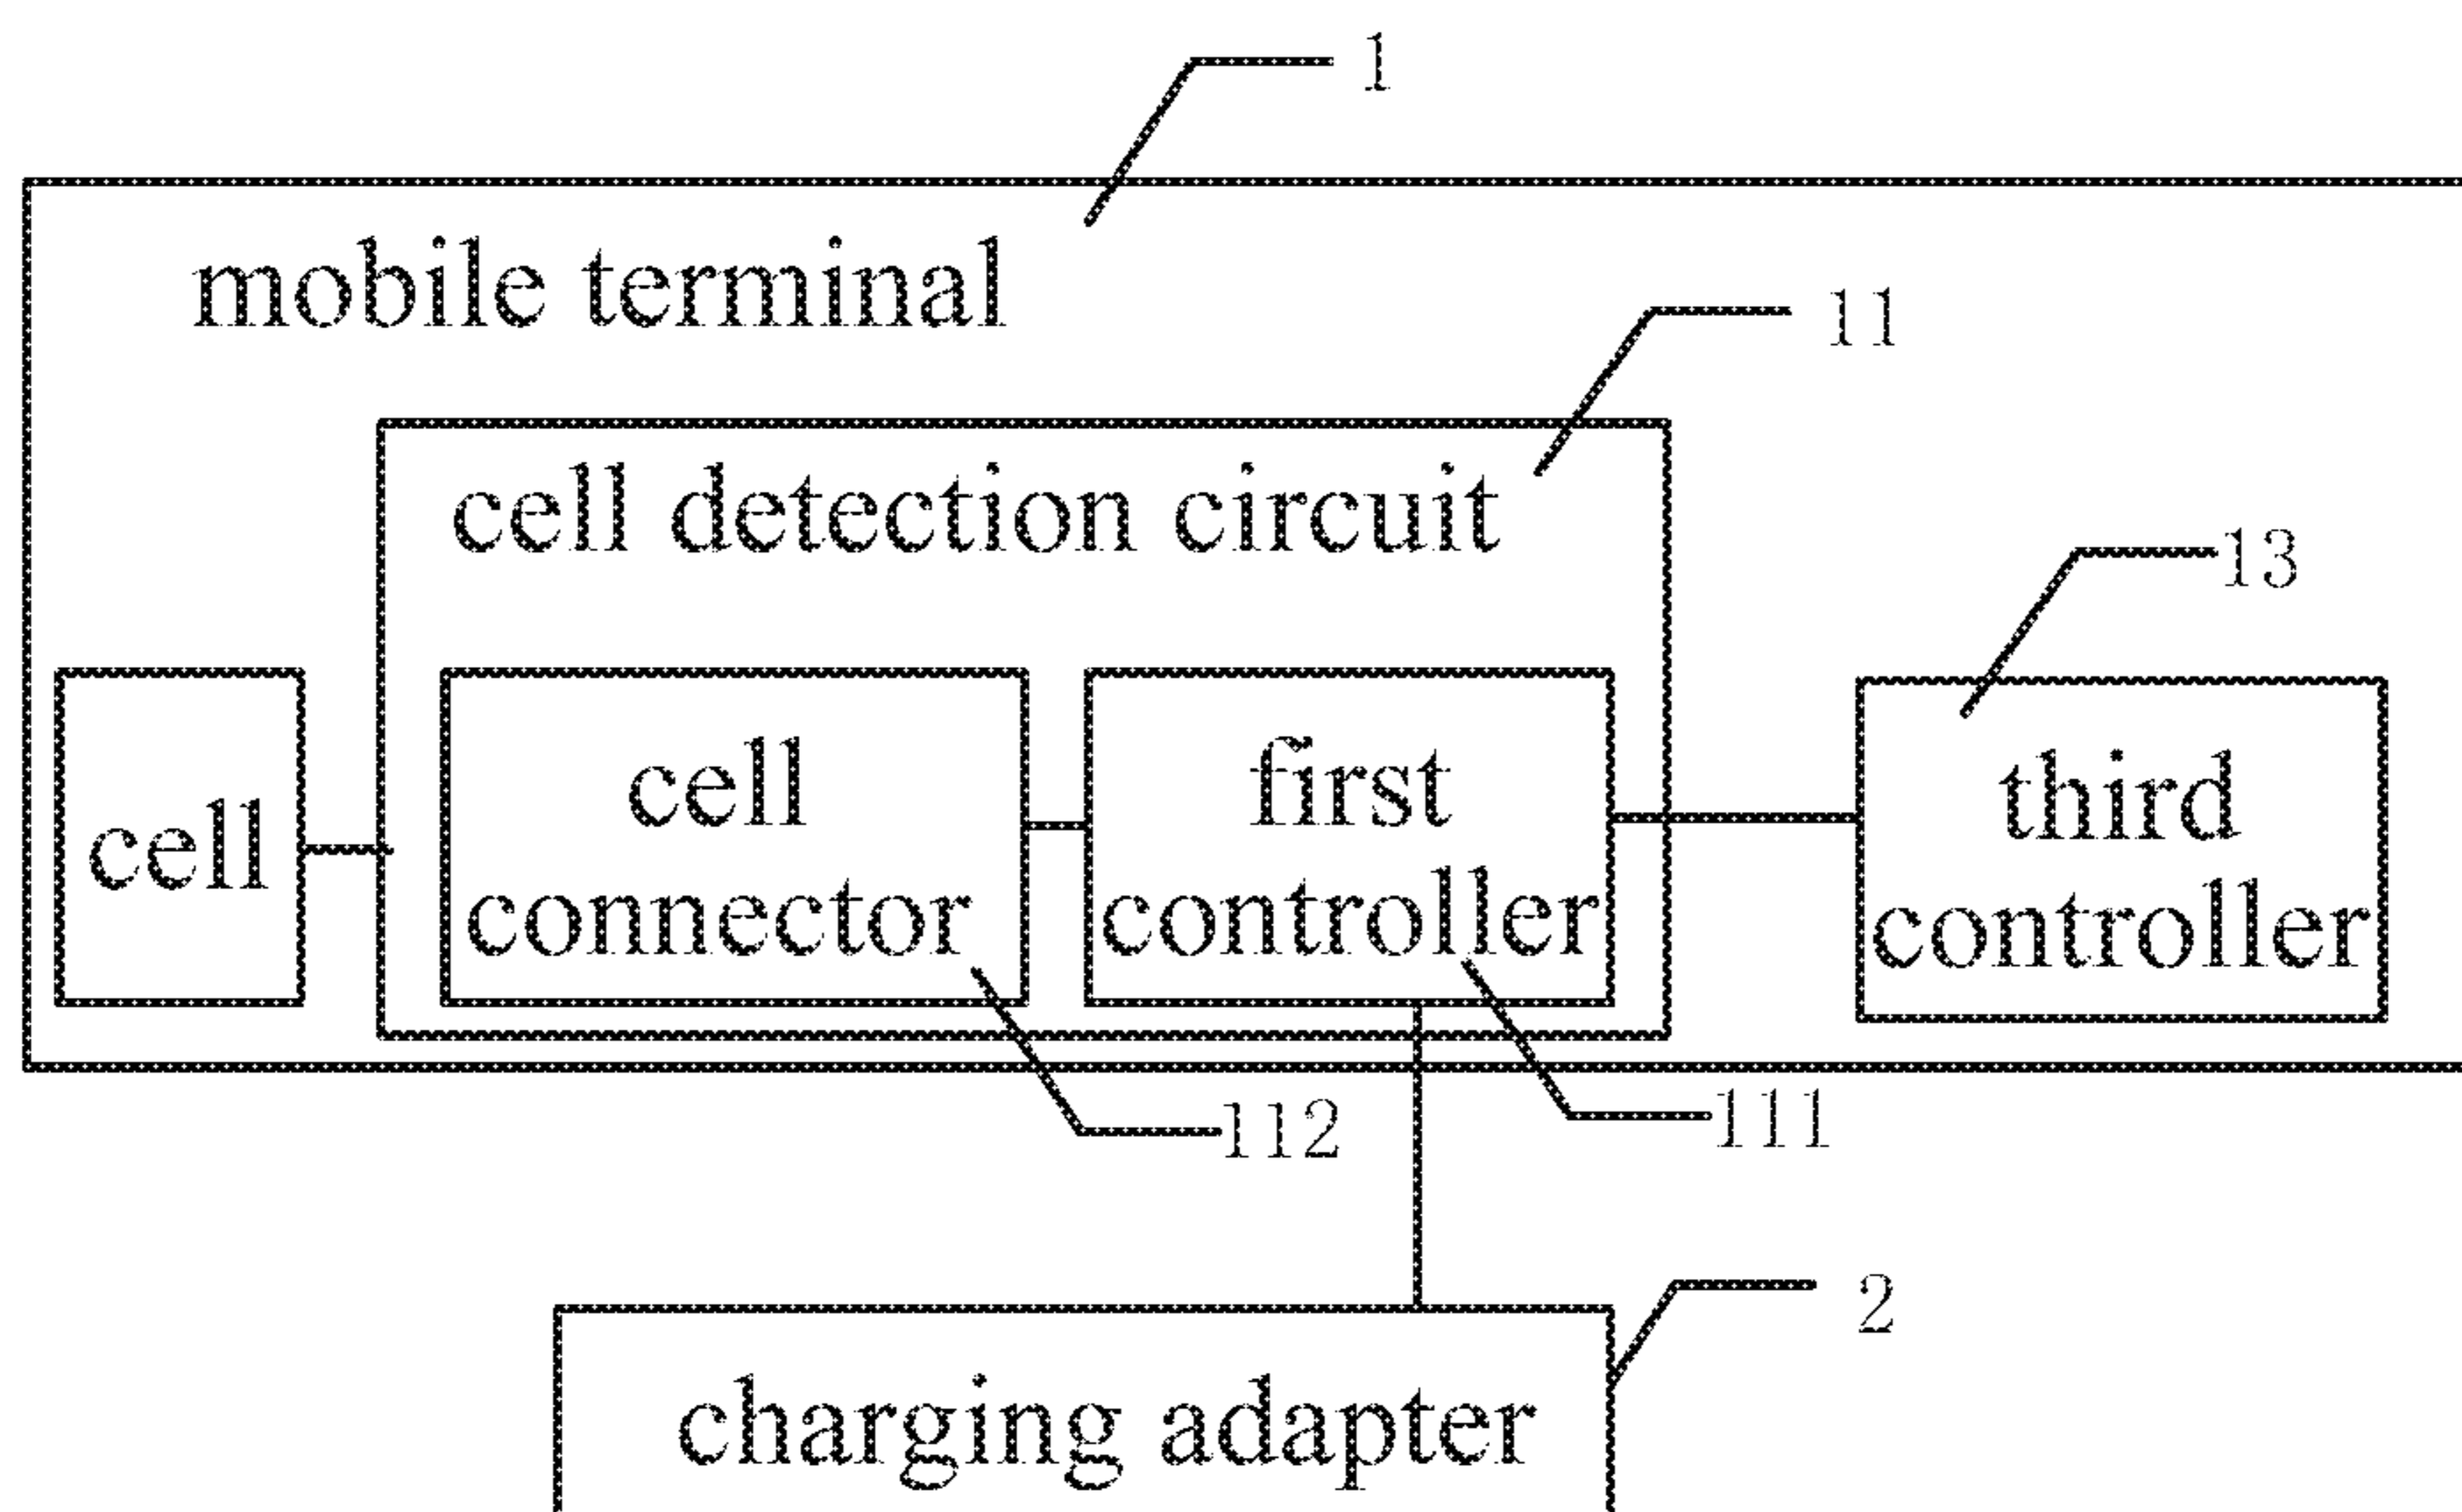 1
mobile terminal
11
cell detection circuit
13
cell
cell
connector
first
controller
third
controller
112
111
2
charging adapter